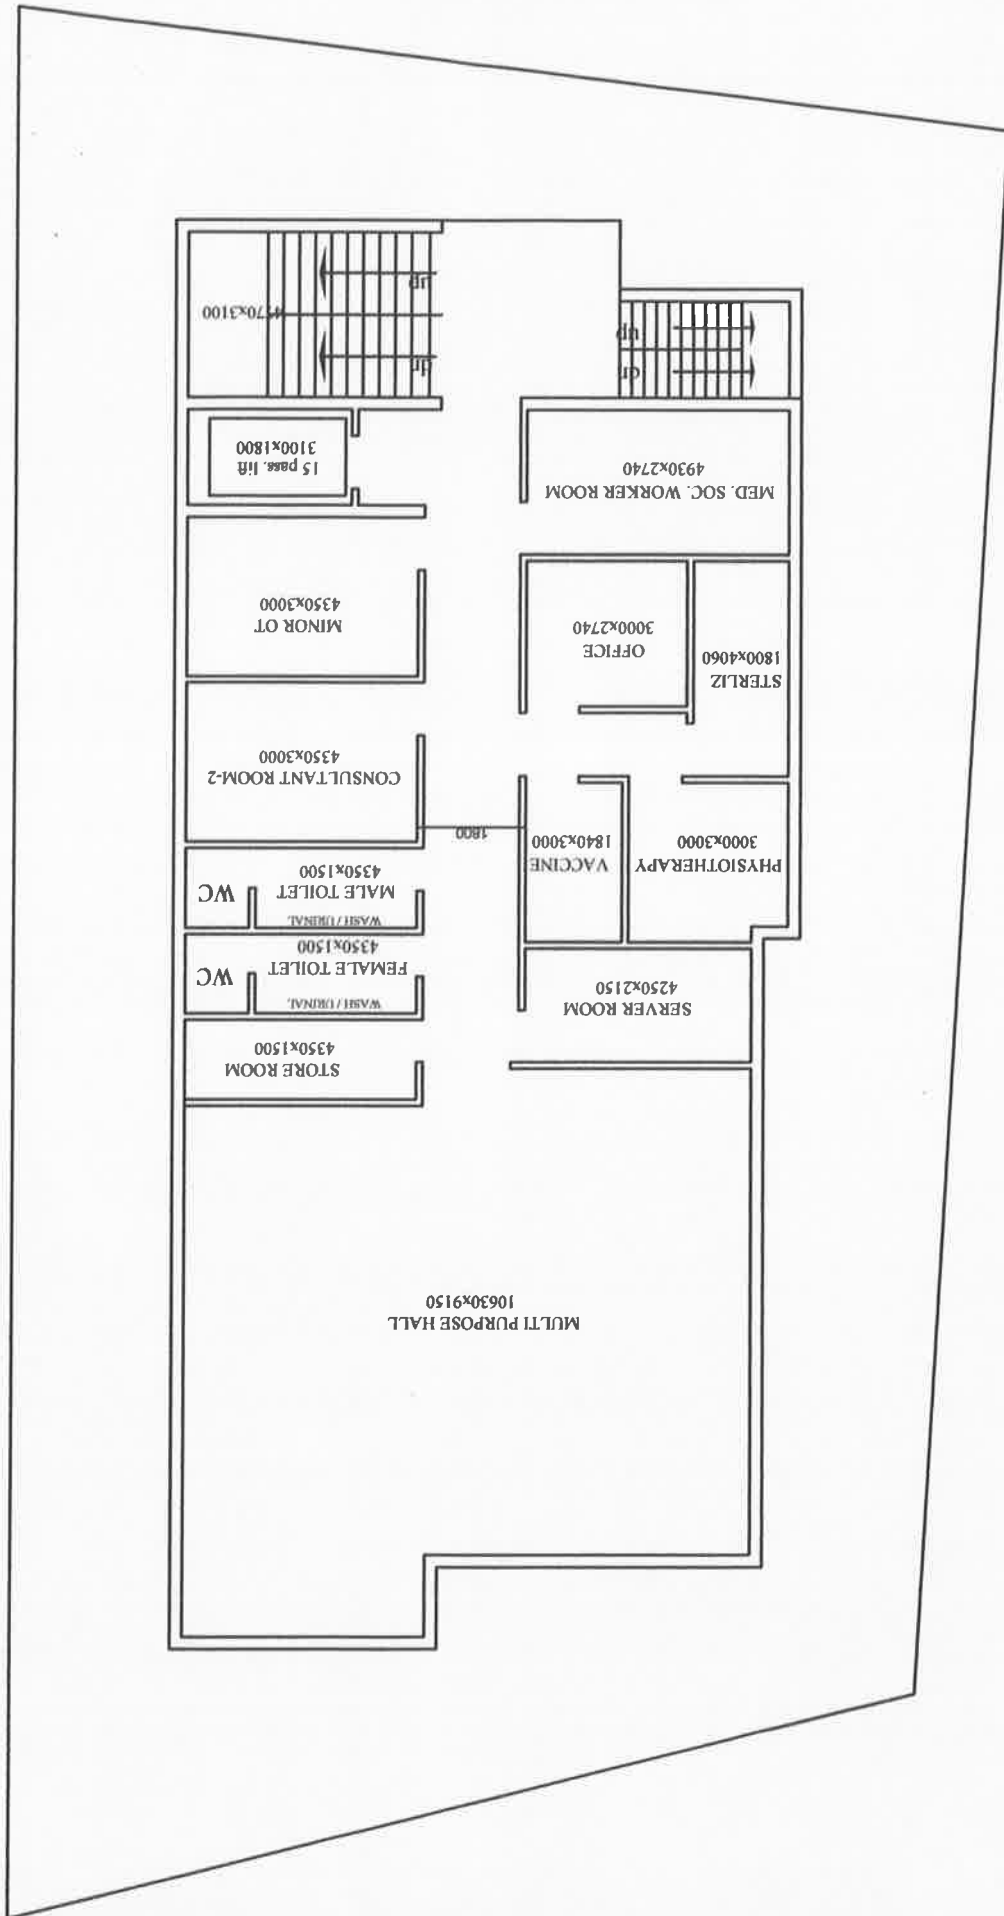 MULTI PURPOSE HALL
10630x9150
STORE ROOM
4350x1500
SERVER ROOM
4250x2150
WASH / URINAL
FEMALE TOILET
4350x1500
WC
WASH / URINAL
MALE TOILET
4350x1500
WC
PHYSIOTHERAPY
3000x3000
VACCINE
1840x3000
1800
CONSULTANT ROOM-2
4350x3000
STERLIZ
1800x4060
OFFICE
3000x2740
MINOR OT
4350x3000
MED. SOC. WORKER ROOM
4930x2740
15 pass. lift
3100x1800
dn
up
dn
up